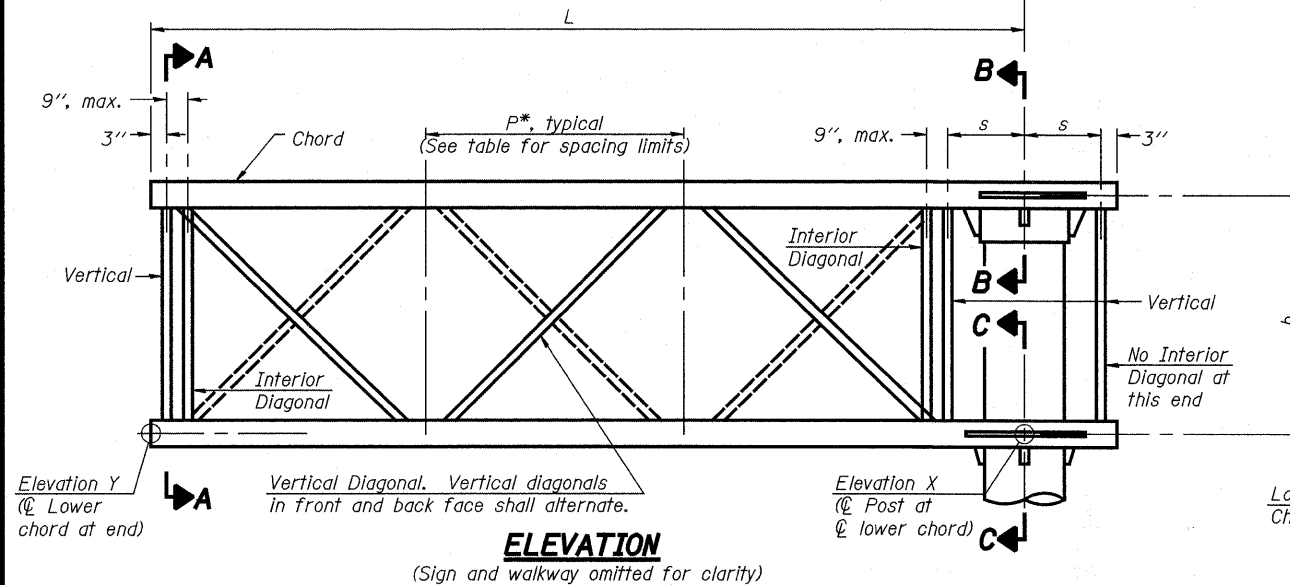 L
A
B
9", max.
3"
Chord
P*, typical
(See table for spacing limits)
9", max.
s
s
3"
Vertical
Interior
Diagonal
Interior
Diagonal
B
C
Vertical
No Interior
Diagonal at
this end
h
Elevation Y
(℄ Lower
chord at end)
A
Vertical Diagonal. Vertical diagonals
in front and back face shall alternate.
Elevation X
(℄ Post at
℄ lower chord)
C
ELEVATION
(Sign and walkway omitted for clarity)